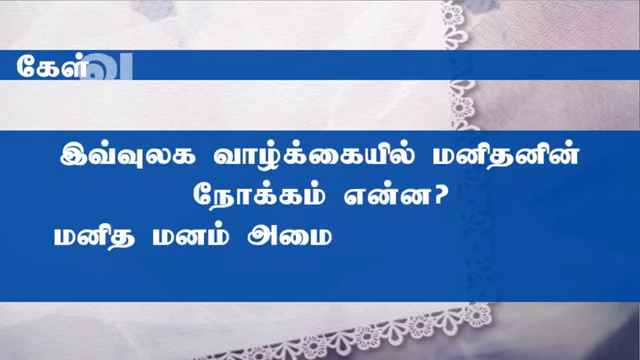 கேள்வி
இவ்வுலக வாழ்க்கையில் மனிதனின்
நோக்கம் என்ன?
மனித மனம் அமை